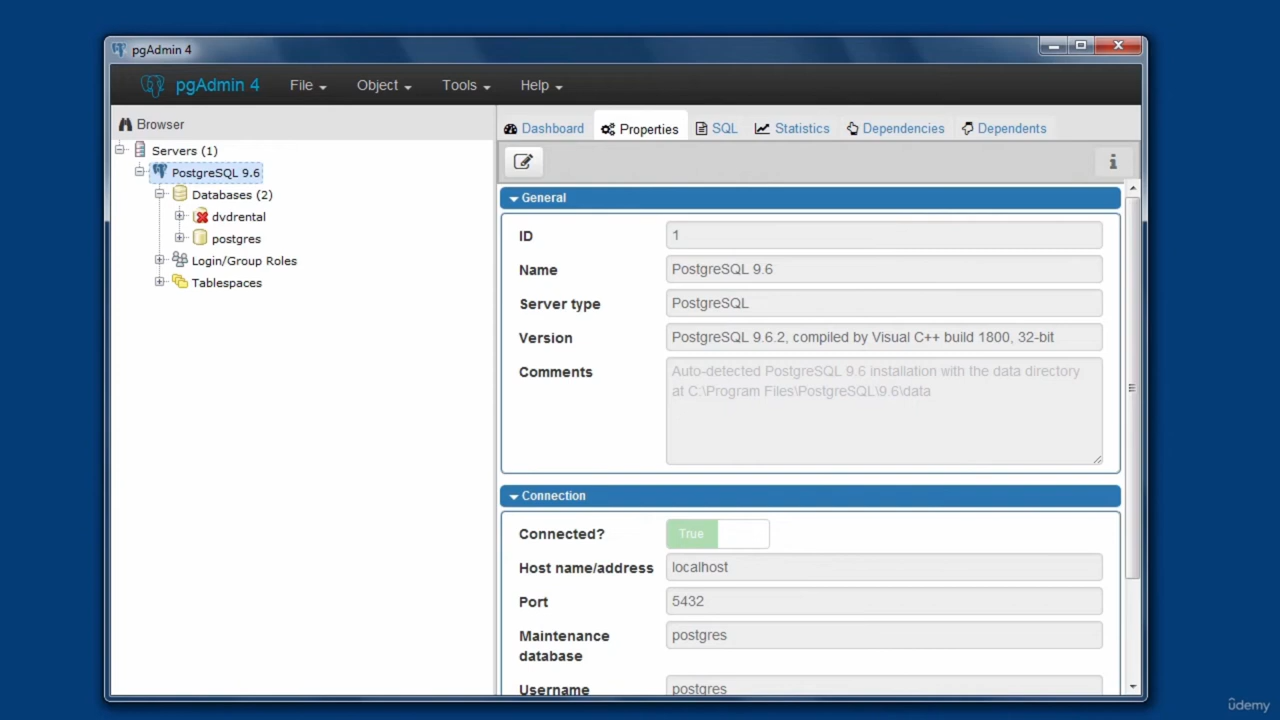 pgAdmin 4
pgAdmin 4 File Object Tools Help
Browser
Servers (1)
PostgreSQL 9.6
Databases (2)
dvdrental
postgres
Login/Group Roles
Tablespaces
Dashboard Properties SQL Statistics Dependencies Dependents
General
ID 1
Name PostgreSQL 9.6
Server type PostgreSQL
Version PostgreSQL 9.6.2, compiled by Visual C++ build 1800, 32-bit
Comments Auto-detected PostgreSQL 9.6 installation with the data directory
at C:\Program Files\PostgreSQL\9.6\data
Connection
Connected? True
Host name/address localhost
Port 5432
Maintenance postgres
database
Username postgres
ûdemy